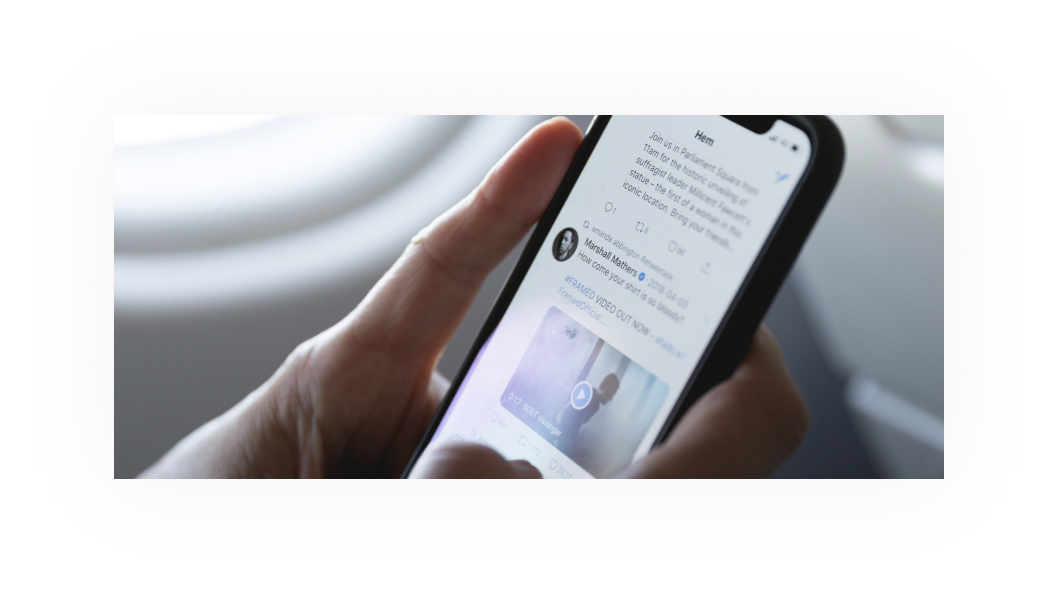 Hem
Join us in Parliament Square from
11am for the historic unveiling of
suffragist leader Millicent Fawcett's
statue – the first of a woman in this
iconic location. Bring your friends...
1 8 96
amanda abbington Retweetade
Marshall Mathers · 2018-04-03
How come your shirt is so bloody?
#FRAMED VIDEO OUT NOW – shady.sr/
FramedOfficial...
0:17 605T visningar